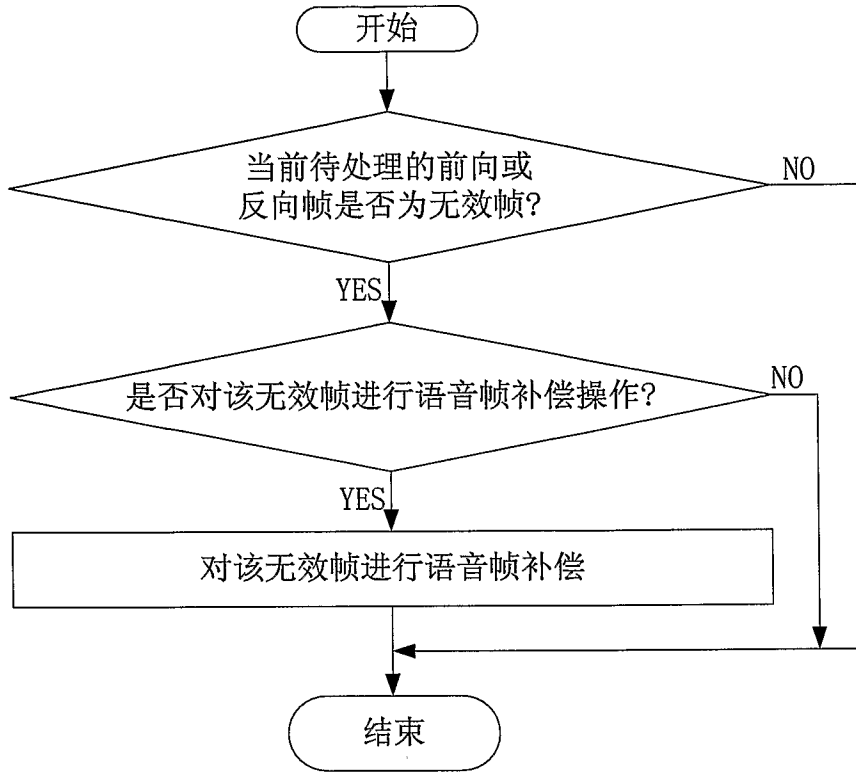 开始
当前待处理的前向或
反向帧是否为无效帧?
NO
YES
是否对该无效帧进行语音帧补偿操作?
NO
YES
对该无效帧进行语音帧补偿
结束